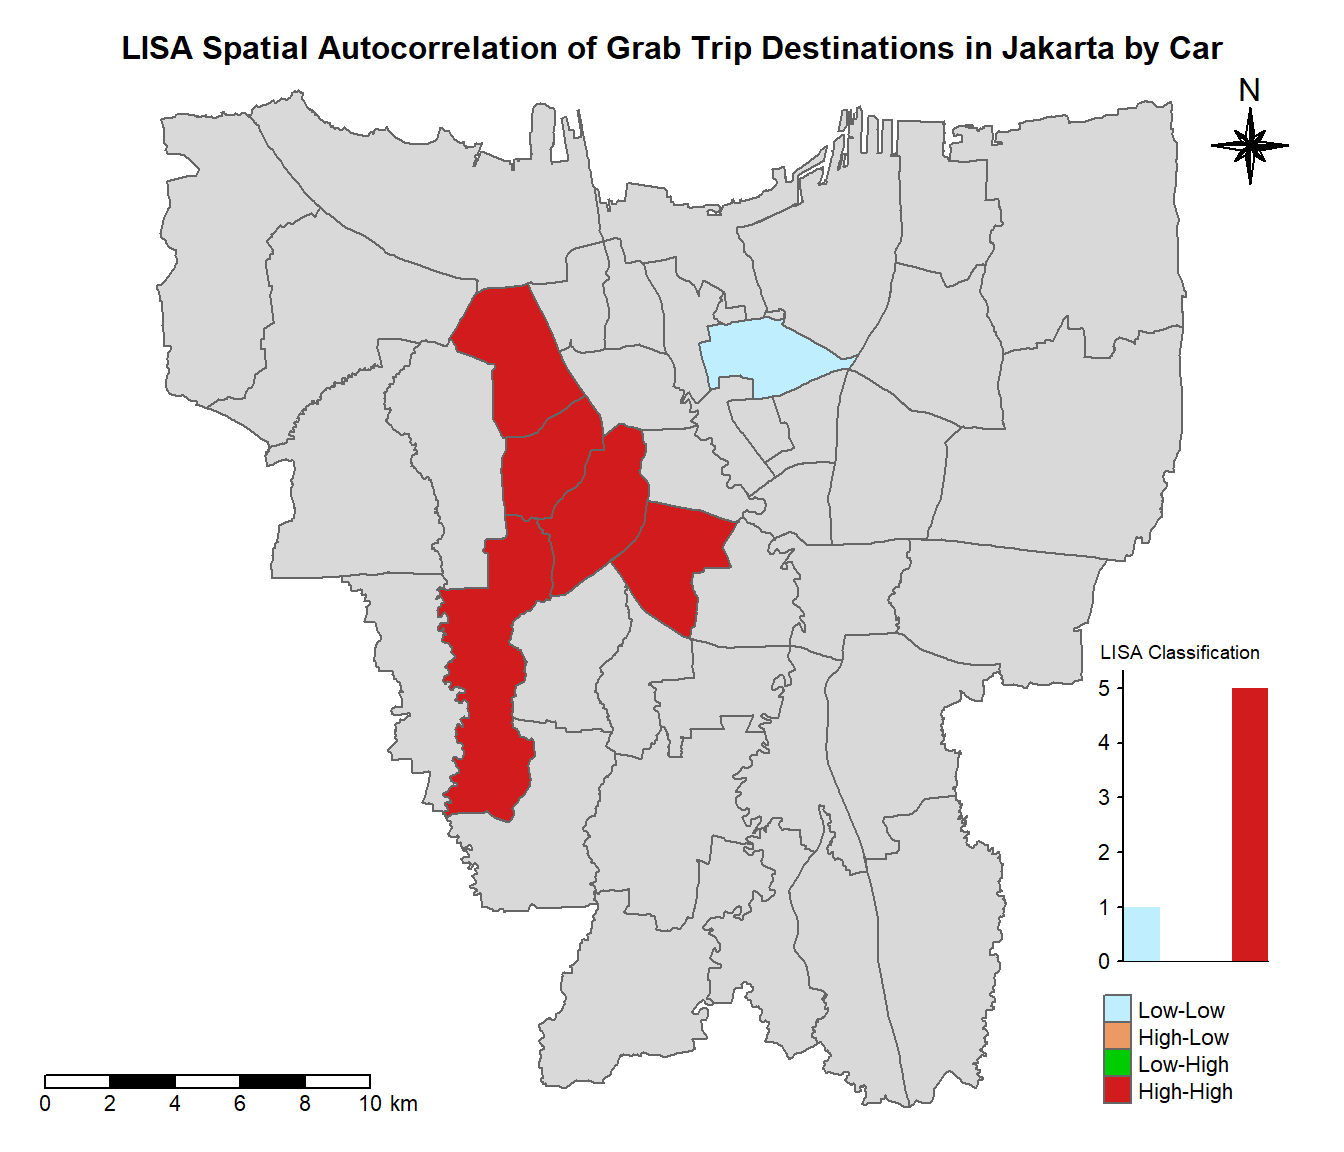 LISA Spatial Autocorrelation of Grab Trip Destinations in Jakarta by Car
N
LISA Classification
5
4
3
2
1
0
Low-Low
High-Low
Low-High
High-High
0 2 4 6 8 10 km